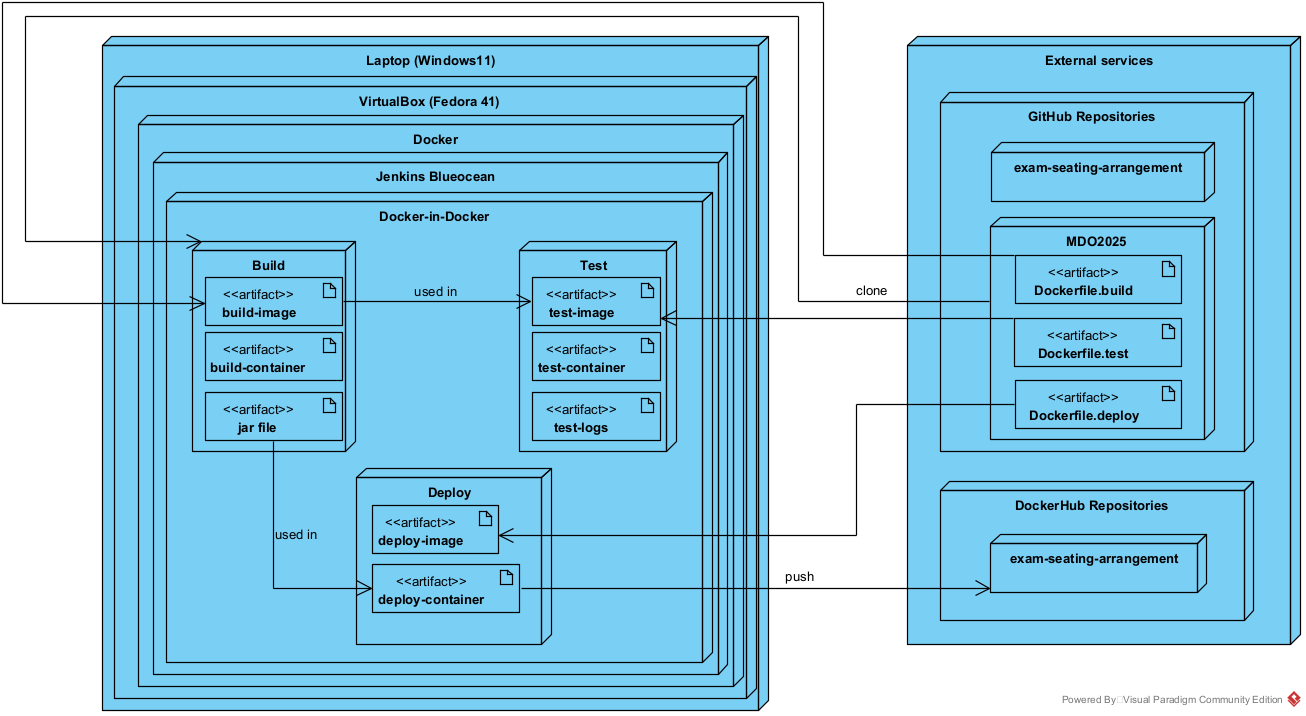 Laptop (Windows11)
VirtualBox (Fedora 41)
Docker
Jenkins Blueocean
Docker-in-Docker
Build
<<artifact>>
build-image
<<artifact>>
build-container
<<artifact>>
jar file
used in
Test
<<artifact>>
test-image
<<artifact>>
test-container
<<artifact>>
test-logs
used in
Deploy
<<artifact>>
deploy-image
<<artifact>>
deploy-container
clone
push
External services
GitHub Repositories
exam-seating-arrangement
MDO2025
<<artifact>>
Dockerfile.build
<<artifact>>
Dockerfile.test
<<artifact>>
Dockerfile.deploy
DockerHub Repositories
exam-seating-arrangement
Powered By Visual Paradigm Community Edition